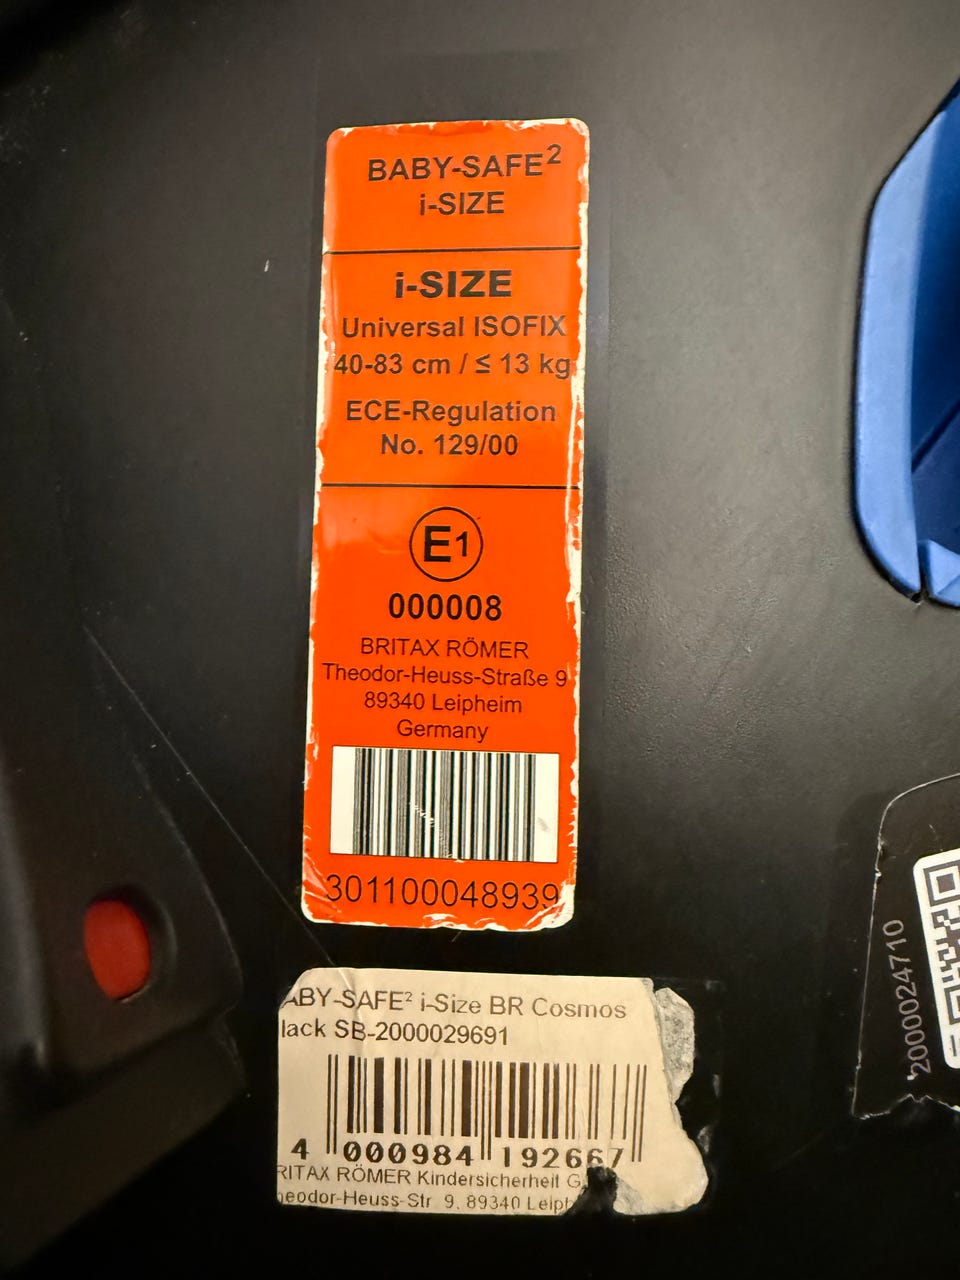 BABY-SAFE²
i-SIZE
i-SIZE
Universal ISOFIX
40-83 cm / ≤ 13 kg
ECE-Regulation
No. 129/00
E1
000008
BRITAX RÖMER
Theodor-Heuss-Straße 9
89340 Leipheim
Germany
301100048939
ABY-SAFE² i-Size BR Cosmos
lack SB-2000029691
4 000984 192667
RITAX RÖMER Kindersicherheit G
heodor-Heuss-Str. 9, 89340 Leiph
2000024710